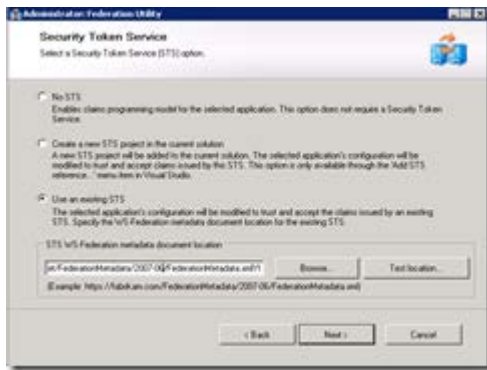 Administrator: Federation Utility
Security Token Service
Select a Security Token Service (STS) option.
No STS
Enables claims programming model for the selected application. This option does not require a Security Token
Service.
Create a new STS project in the current solution
A new STS project will be added to the current solution. The selected application's configuration will be
modified to trust and accept claims issued by this STS. This option is only available through the 'Add STS
reference...' menu item in Visual Studio.
Use an existing STS
The selected application's configuration will be modified to trust and accept the claims issued by an existing
STS. Specify the WS-Federation metadata document location for the existing STS.
STS WS-Federation metadata document location
et/FederationMetadata/2007-06/FederationMetadata.xml
Browse...
Test location...
(Example: https://fabrikam.com/FederationMetadata/2007-06/FederationMetadata.xml)
< Back
Next >
Cancel